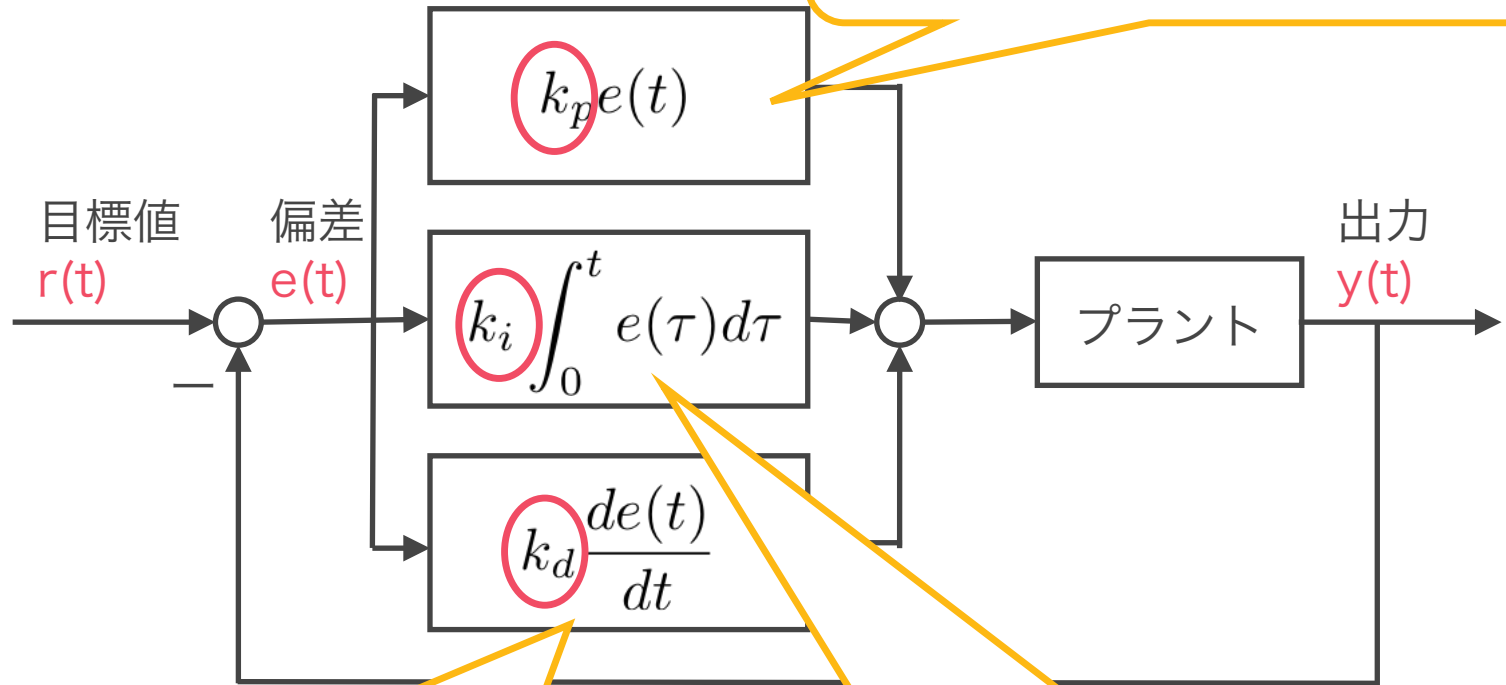 k_p e(t)
目標値
r(t)
偏差
e(t)
k_i ∫_0^t e(τ)dτ
プラント
出力
y(t)
−
k_d de(t)/dt